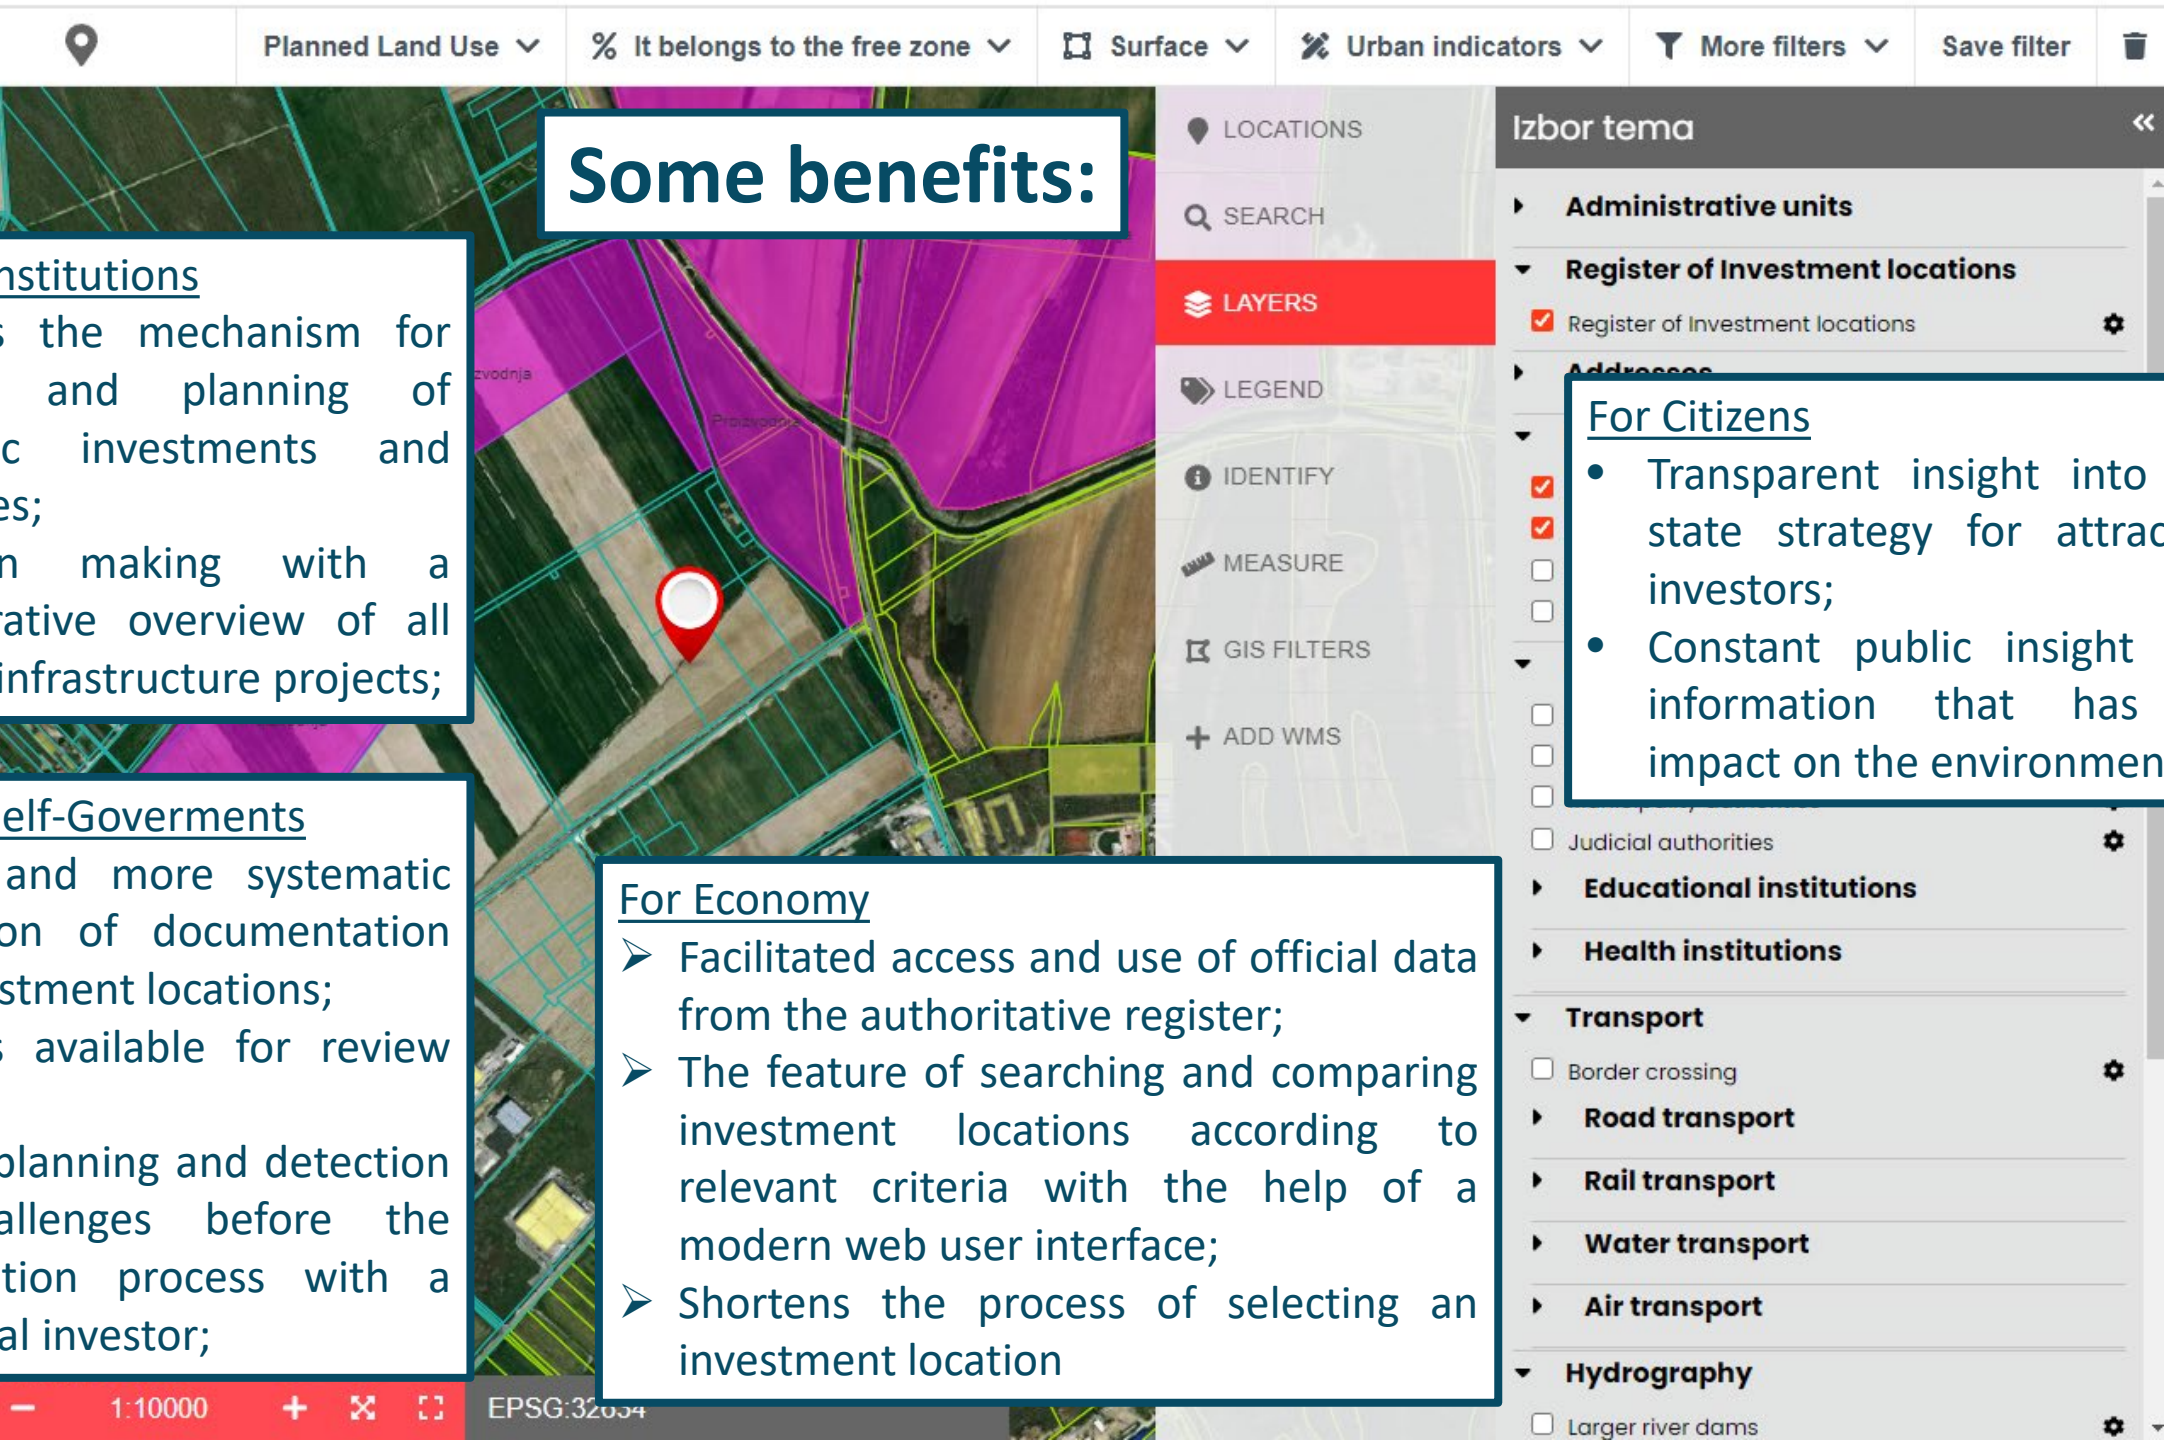 Planned Land Use
% It belongs to the free zone
Surface
Urban indicators
More filters
Save filter
Some benefits:
nstitutions
s the mechanism for
and planning of
c investments and
es;
n making with a
rative overview of all
infrastructure projects;
elf-Goverments
and more systematic
on of documentation
stment locations;
s available for review
planning and detection
allenges before the
tion process with a
al investor;
zvodnja
Proizvodnja
For Economy
➢ Facilitated access and use of official data
from the authoritative register;
➢ The feature of searching and comparing
investment locations according to
relevant criteria with the help of a
modern web user interface;
➢ Shortens the process of selecting an
investment location
LOCATIONS
SEARCH
LAYERS
LEGEND
IDENTIFY
MEASURE
GIS FILTERS
ADD WMS
Izbor tema
Administrative units
Register of Investment locations
Register of Investment locations
Addresses
For Citizens
• Transparent insight into
state strategy for attrac
investors;
• Constant public insight
information that has
impact on the environmen
Judicial authorities
Educational institutions
Health institutions
Transport
Border crossing
Road transport
Rail transport
Water transport
Air transport
Hydrography
Larger river dams
1:10000
EPSG:32634